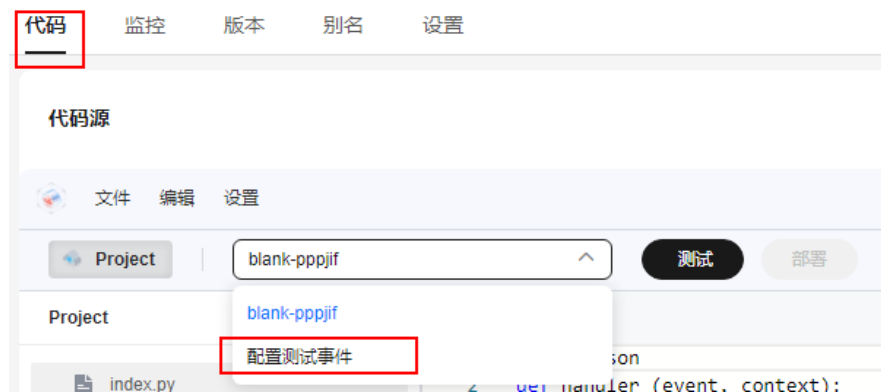 代码 监控 版本 别名 设置
代码源
文件 编辑 设置
Project blank-pppjif 测试 部署
Project blank-pppjif
配置测试事件
son
index.py 2 def handler (event, context):